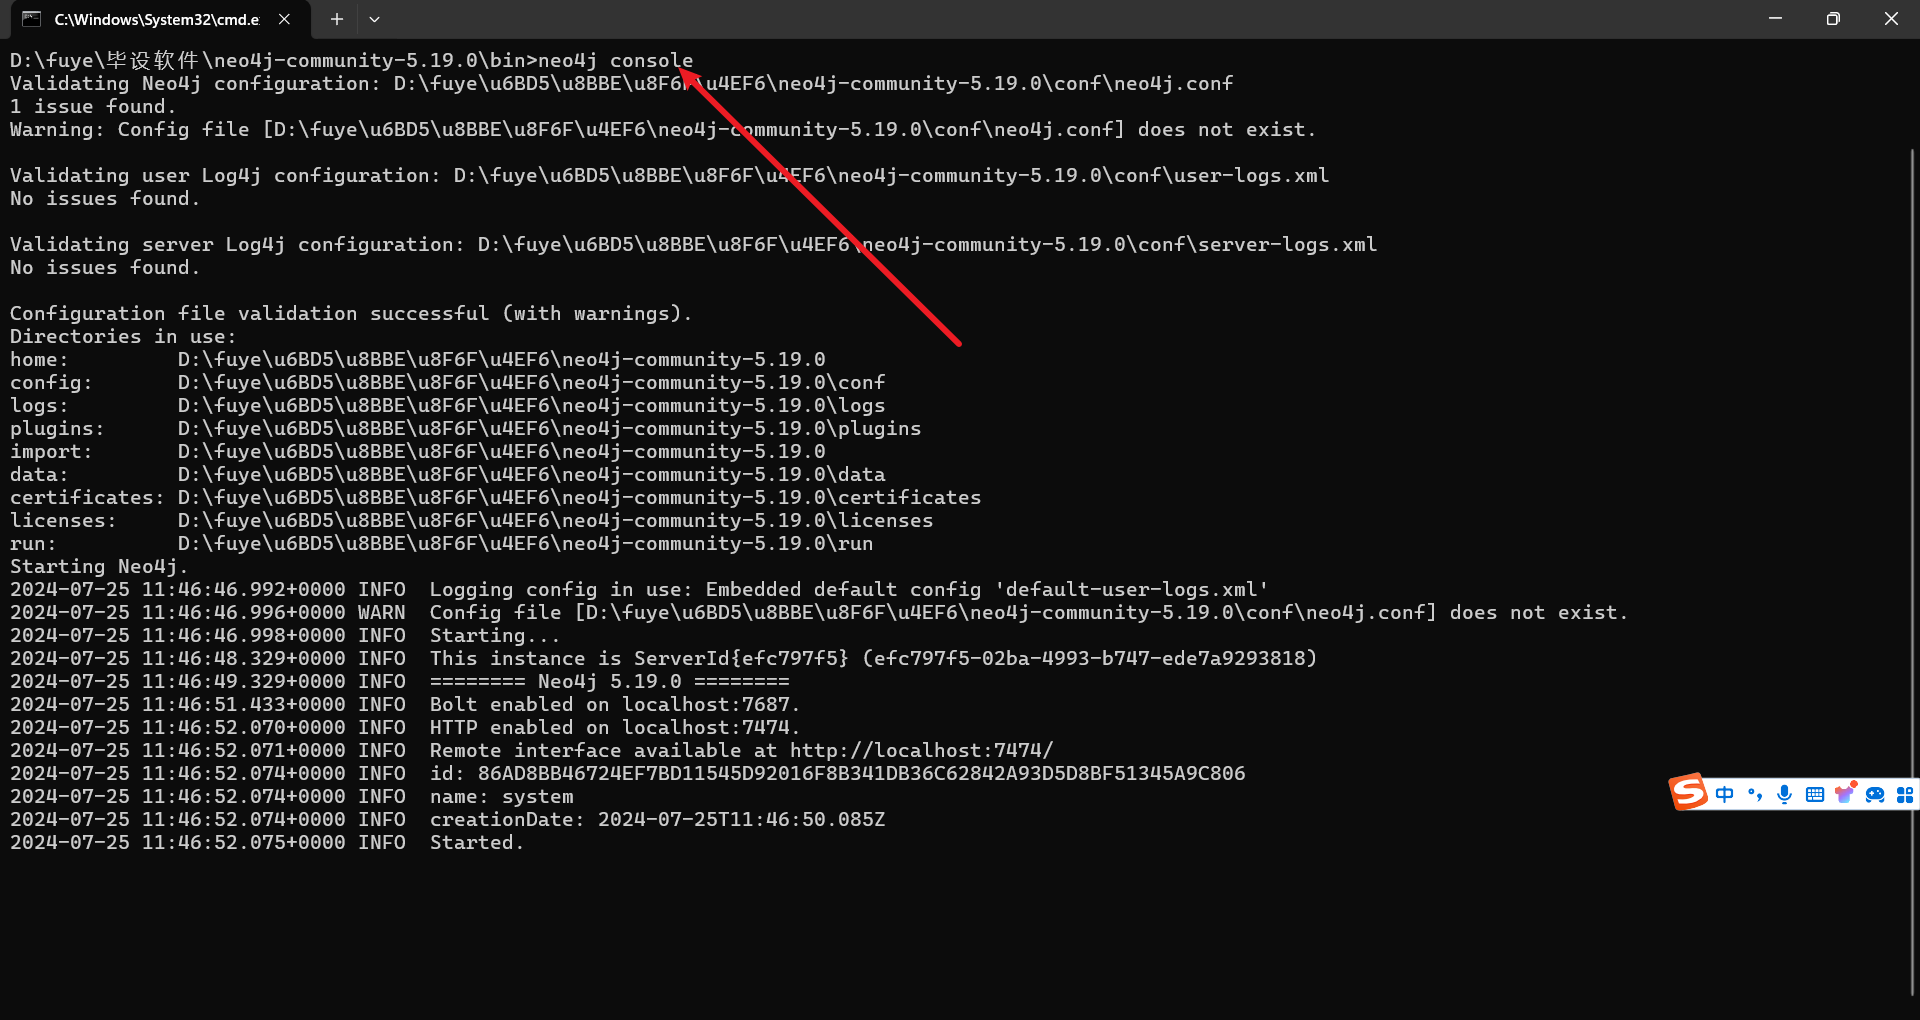 C:\Windows\System32\cmd.e
D:\fuye\毕设软件\neo4j-community-5.19.0\bin>neo4j console
Validating Neo4j configuration: D:\fuye\u6BD5\u8BBE\u8F6F\u4EF6\neo4j-community-5.19.0\conf\neo4j.conf
1 issue found.
Warning: Config file [D:\fuye\u6BD5\u8BBE\u8F6F\u4EF6\neo4j-community-5.19.0\conf\neo4j.conf] does not exist.
Validating user Log4j configuration: D:\fuye\u6BD5\u8BBE\u8F6F\u4EF6\neo4j-community-5.19.0\conf\user-logs.xml
No issues found.
Validating server Log4j configuration: D:\fuye\u6BD5\u8BBE\u8F6F\u4EF6\neo4j-community-5.19.0\conf\server-logs.xml
No issues found.
Configuration file validation successful (with warnings).
Directories in use:
home:         D:\fuye\u6BD5\u8BBE\u8F6F\u4EF6\neo4j-community-5.19.0
config:       D:\fuye\u6BD5\u8BBE\u8F6F\u4EF6\neo4j-community-5.19.0\conf
logs:         D:\fuye\u6BD5\u8BBE\u8F6F\u4EF6\neo4j-community-5.19.0\logs
plugins:      D:\fuye\u6BD5\u8BBE\u8F6F\u4EF6\neo4j-community-5.19.0\plugins
import:       D:\fuye\u6BD5\u8BBE\u8F6F\u4EF6\neo4j-community-5.19.0
data:         D:\fuye\u6BD5\u8BBE\u8F6F\u4EF6\neo4j-community-5.19.0\data
certificates: D:\fuye\u6BD5\u8BBE\u8F6F\u4EF6\neo4j-community-5.19.0\certificates
licenses:     D:\fuye\u6BD5\u8BBE\u8F6F\u4EF6\neo4j-community-5.19.0\licenses
run:          D:\fuye\u6BD5\u8BBE\u8F6F\u4EF6\neo4j-community-5.19.0\run
Starting Neo4j.
2024-07-25 11:46:46.992+0000 INFO  Logging config in use: Embedded default config 'default-user-logs.xml'
2024-07-25 11:46:46.996+0000 WARN  Config file [D:\fuye\u6BD5\u8BBE\u8F6F\u4EF6\neo4j-community-5.19.0\conf\neo4j.conf] does not exist.
2024-07-25 11:46:46.998+0000 INFO  Starting...
2024-07-25 11:46:48.329+0000 INFO  This instance is ServerId{efc797f5} (efc797f5-02ba-4993-b747-ede7a9293818)
2024-07-25 11:46:49.329+0000 INFO  ======== Neo4j 5.19.0 ========
2024-07-25 11:46:51.433+0000 INFO  Bolt enabled on localhost:7687.
2024-07-25 11:46:52.070+0000 INFO  HTTP enabled on localhost:7474.
2024-07-25 11:46:52.071+0000 INFO  Remote interface available at http://localhost:7474/
2024-07-25 11:46:52.074+0000 INFO  id: 86AD8BB46724EF7BD11545D92016F8B341DB36C62842A93D5D8BF51345A9C806
2024-07-25 11:46:52.074+0000 INFO  name: system
2024-07-25 11:46:52.074+0000 INFO  creationDate: 2024-07-25T11:46:50.085Z
2024-07-25 11:46:52.075+0000 INFO  Started.
S 中